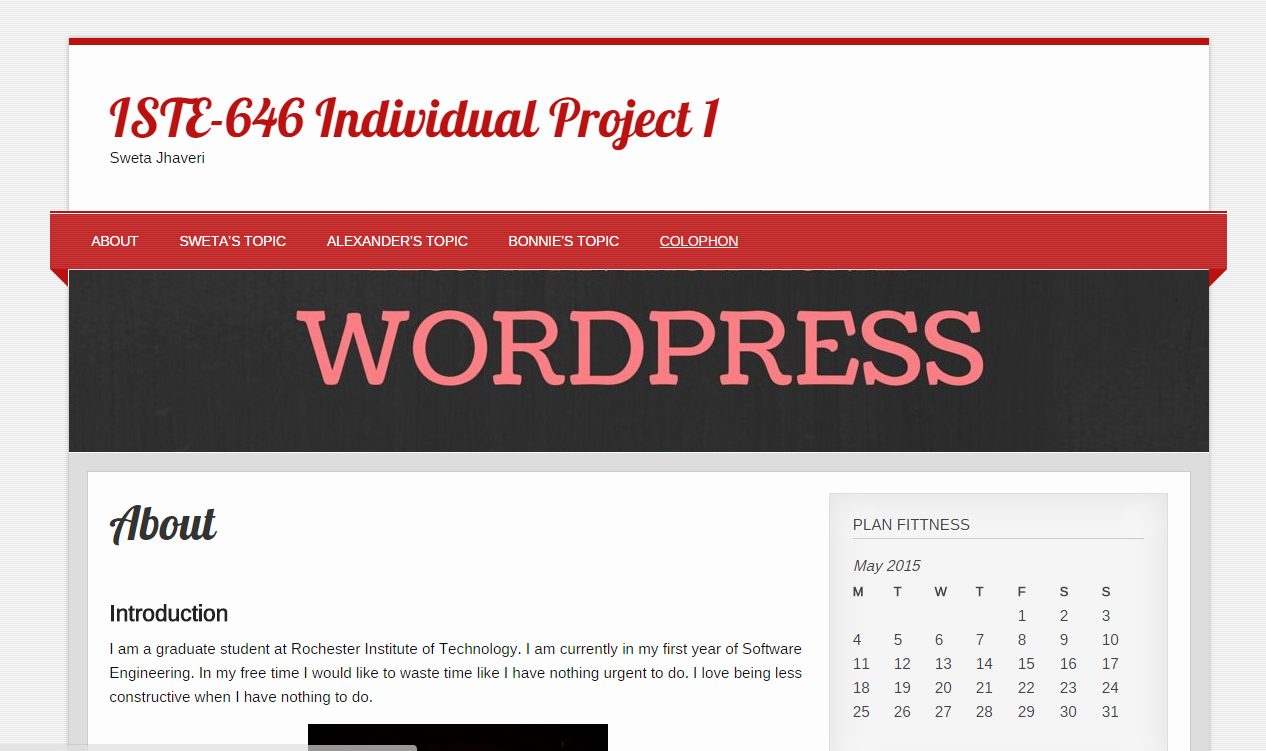 ISTE-646 Individual Project 1
Sweta Jhaveri
ABOUT SWETA'S TOPIC ALEXANDER'S TOPIC BONNIE'S TOPIC COLOPHON
WORDPRESS
About
Introduction
I am a graduate student at Rochester Institute of Technology. I am currently in my first year of Software
Engineering. In my free time I would like to waste time like I have nothing urgent to do. I love being less
constructive when I have nothing to do.
PLAN FITTNESS
May 2015
M T W T F S S
1 2 3
4 5 6 7 8 9 10
11 12 13 14 15 16 17
18 19 20 21 22 23 24
25 26 27 28 29 30 31